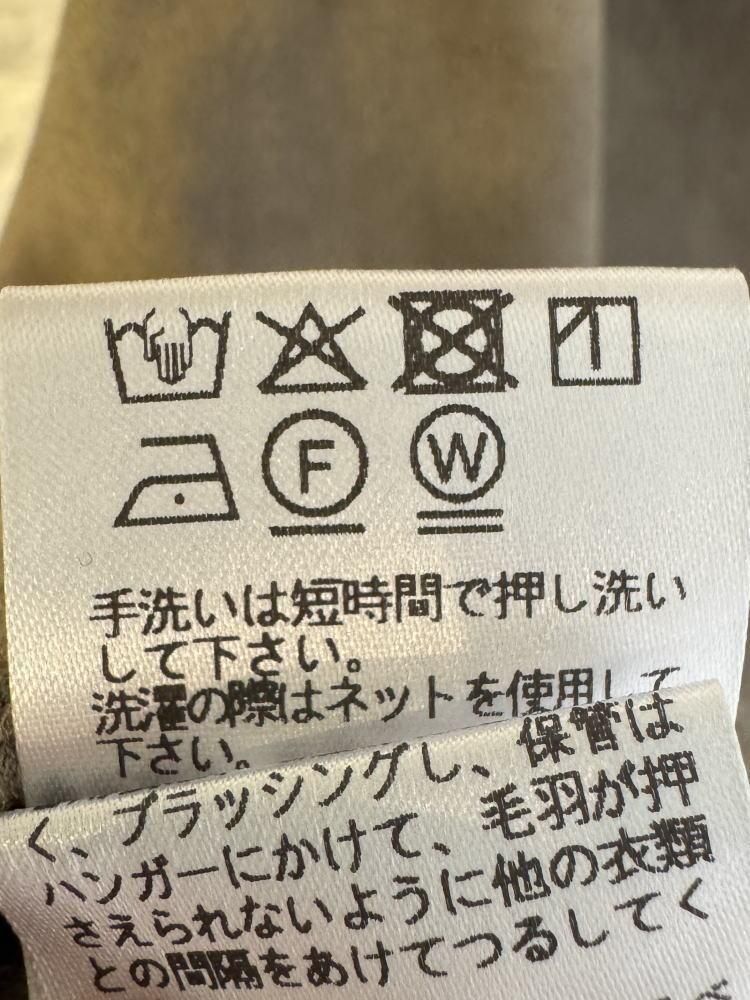 F W
手洗いは短時間で押し洗い
して下さい。
洗濯の際はネットを使用して
下さい。
く、ブラッシングし、保管は
ハンガーにかけて、毛羽が押
さえられないように他の衣類
との間隔をあけてつるしてく